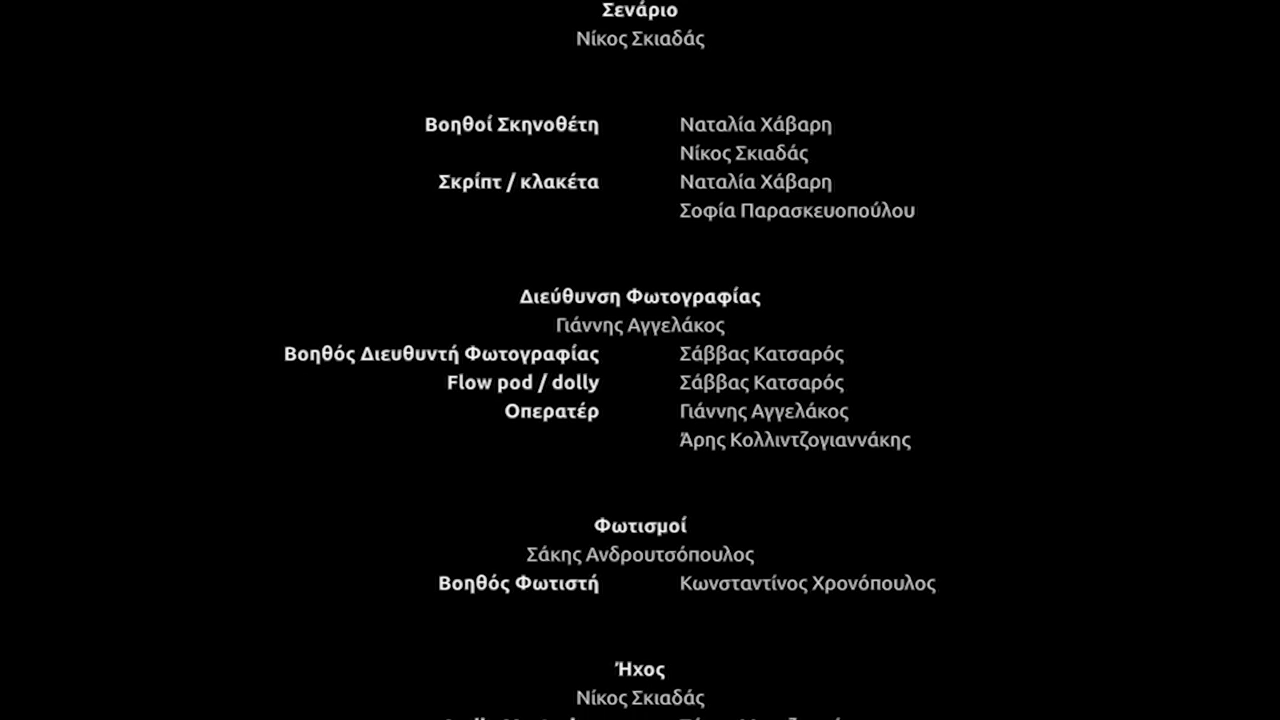 Σενάριο
Νίκος Σκιαδάς
Βοηθοί Σκηνοθέτη Ναταλία Χάβαρη
Νίκος Σκιαδάς
Σκρίπτ / κλακέτα Ναταλία Χάβαρη
Σοφία Παρασκευοπούλου
Διεύθυνση Φωτογραφίας
Γιάννης Αγγελάκος
Βοηθός Διευθυντή Φωτογραφίας Σάββας Κατσαρός
Flow pod / dolly Σάββας Κατσαρός
Οπερατέρ Γιάννης Αγγελάκος
Άρης Κολλιντζογιαννάκης
Φωτισμοί
Σάκης Ανδρουτσόπουλος
Βοηθός Φωτιστή Κωνσταντίνος Χρονόπουλος
Ήχος
Νίκος Σκιαδάς